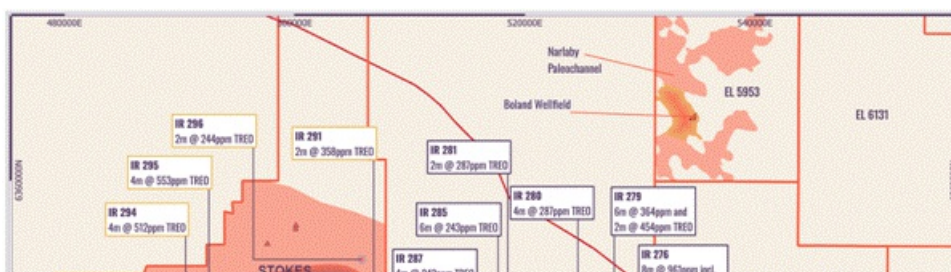 480000E
520000E
540000E
Narlaby
Paleochannel
EL 5953
Boland Wellfield
EL 6131
IR 296
2m @ 244ppm TREO
IR 291
2m @ 358ppm TREO
IR 281
2m @ 287ppm TREO
IR 295
4m @ 553ppm TREO
6360000N
IR 280
4m @ 287ppm TREO
IR 279
6m @ 364ppm and
2m @ 454ppm TREO
IR 294
4m @ 512ppm TREO
IR 285
6m @ 243ppm TREO
IR 287
IR 276
STOKES